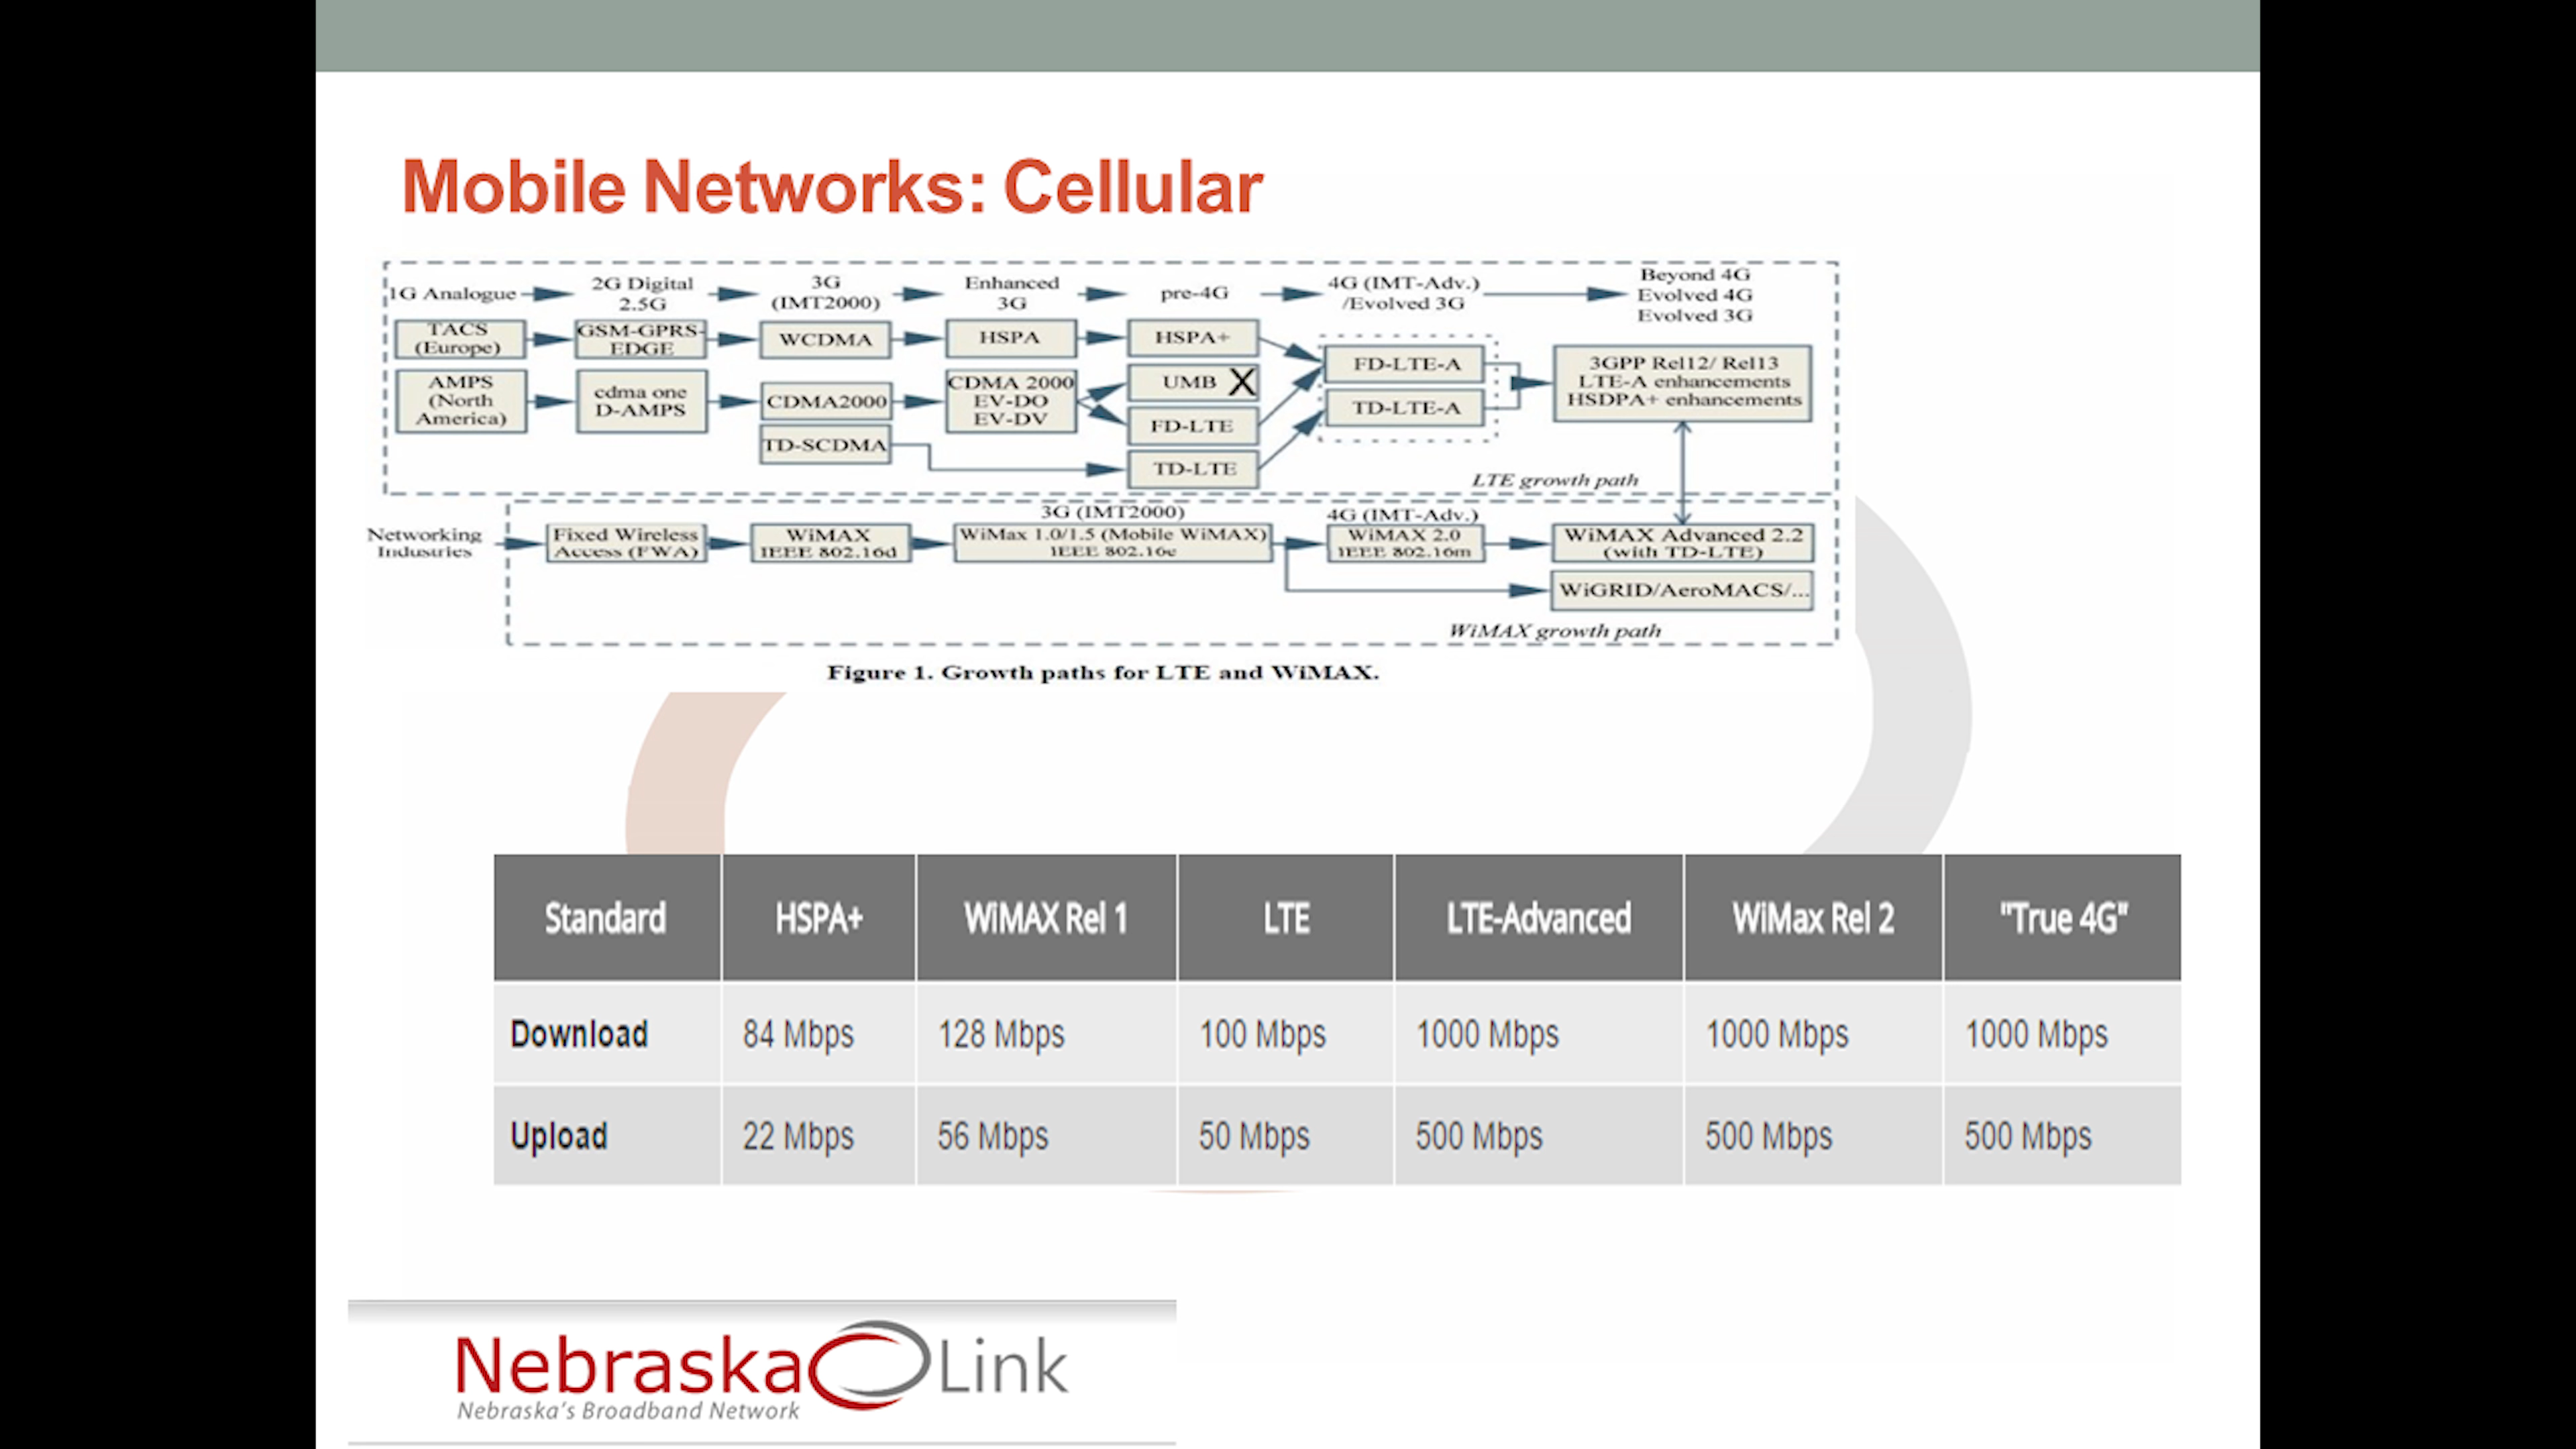 Mobile Networks: Cellular
1G Analogue
2G Digital
2.5G
3G
(IMT2000)
Enhanced
3G
pre-4G
4G (IMT-Adv.)
/Evolved 3G
Beyond 4G
Evolved 4G
Evolved 3G
TACS
(Europe)
GSM-GPRS-
EDGE
WCDMA
HSPA
HSPA+
AMPS
(North
America)
cdma one
D-AMPS
CDMA2000
TD-SCDMA
CDMA 2000
EV-DO
EV-DV
UMB X
FD-LTE
TD-LTE
FD-LTE-A
TD-LTE-A
3GPP Rel12/ Rel13
LTE-A enhancements
HSDPA+ enhancements
LTE growth path
Networking
Industries
Fixed Wireless
Access (FWA)
WiMAX
IEEE 802.16d
3G (IMT2000)
WiMax 1.0/1.5 (Mobile WiMAX)
IEEE 802.16e
4G (IMT-Adv.)
WiMAX 2.0
IEEE 802.16m
WiMAX Advanced 2.2
(with TD-LTE)
WiGRID/AeroMACS/...
WiMAX growth path
Figure 1. Growth paths for LTE and WiMAX.
Standard HSPA+ WiMAX Rel 1 LTE LTE-Advanced WiMax Rel 2 "True 4G"
Download 84 Mbps 128 Mbps 100 Mbps 1000 Mbps 1000 Mbps 1000 Mbps
Upload 22 Mbps 56 Mbps 50 Mbps 500 Mbps 500 Mbps 500 Mbps
Nebraska Link
Nebraska's Broadband Network